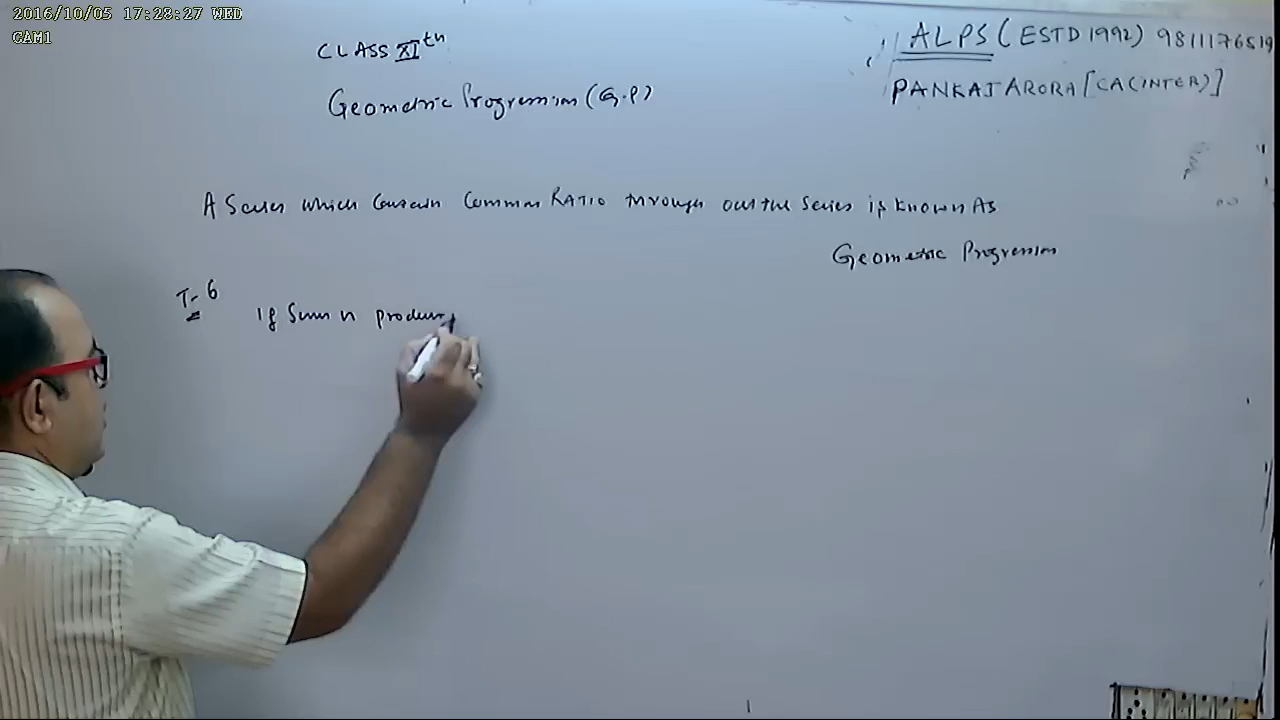 2016/10/05 17:28:27 WED
CAM1
CLASS XIth
Geometric Progression (G.P)
ALPS (ESTD 1992) 9811176519
PANKAJ ARORA [CA(INTER)]
A Series which Contain Common RATIO through out the Series is known As
Geometric Progression
T-6
If Sum n produ